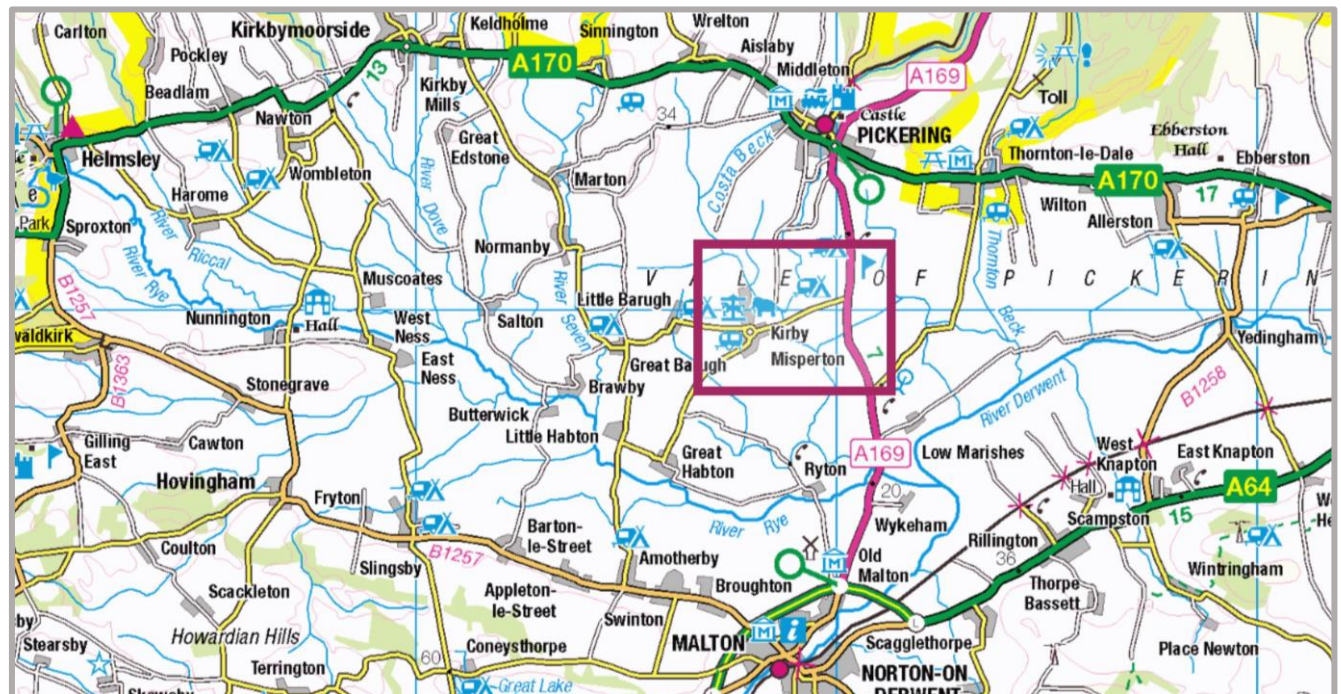 Carlton
Pockley
Kirkbymoorside
Keldholme
Sinnington
Wrelton
Aislaby
Middleton
A169
A170
13
Kirkby
Mills
Beadlam
Nawton
Toll
Castle
PICKERING
Great
Edstone
34
Costa Beck
Ebberston
Hall
Ebberston
Helmsley
Wombleton
River
Dove
Marton
Thornton-le-Dale
A170
17
Harome
Wilton
Allerston
Park
Sproxton
River
Riccal
River Rye
Normanby
Thornton
Beck
Muscoates
River
Seven
VALE OF PICKERIN
B1257
Nunnington
Hall
West
Ness
Salton
Little Barugh
Kirby
Misperton
7
Yedingham
waldkirk
B1363
East
Ness
Great Barugh
Stonegrave
Brawby
River Derwent
B1258
Butterwick
Little Habton
Gilling
East
Cawton
Great
Habton
Ryton
A169
Low Marishes
West
Knapton
Hall
East Knapton
A64
Hovingham
Fryton
20
Wykeham
Scampston
15
River
Rye
Barton-
le-Street
Rillington
Coulton
B1257
Amotherby
Old
Malton
36
Wintringham
Slingsby
Appleton-
le-Street
Broughton
Thorpe
Bassett
Scackleton
Swinton
Stearsby
Howardian Hills
MALTON
i
Scagglethorpe
Place Newton
Coneysthorpe
Terrington
60
NORTON-ON
DERWENT
Great Lake
Skewsby